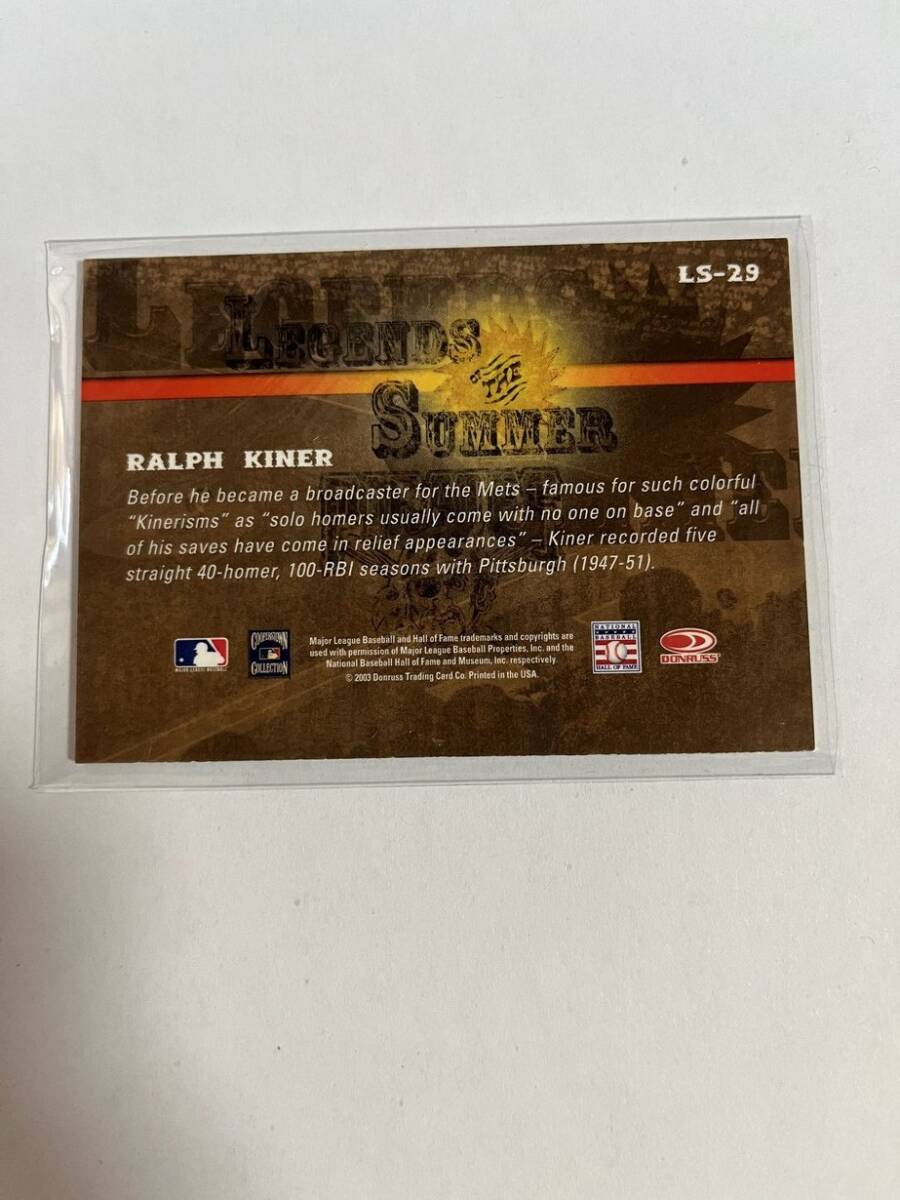 LS-29
LEGENDS
OF THE
SUMMER
RALPH KINER
Before he became a broadcaster for the Mets – famous for such colorful
"Kinerisms" as "solo homers usually come with no one on base" and "all
of his saves have come in relief appearances" – Kiner recorded five
straight 40-homer, 100-RBI seasons with Pittsburgh (1947-51).
MAJOR LEAGUE BASEBALL
COOPERSTOWN
COLLECTION
Major League Baseball and Hall of Fame trademarks and copyrights are
used with permission of Major League Baseball Properties, Inc. and the
National Baseball Hall of Fame and Museum, Inc. respectively.
© 2003 Donruss Trading Card Co. Printed in the USA.
NATIONAL
BASEBALL
HALL OF FAME
DONRUSS